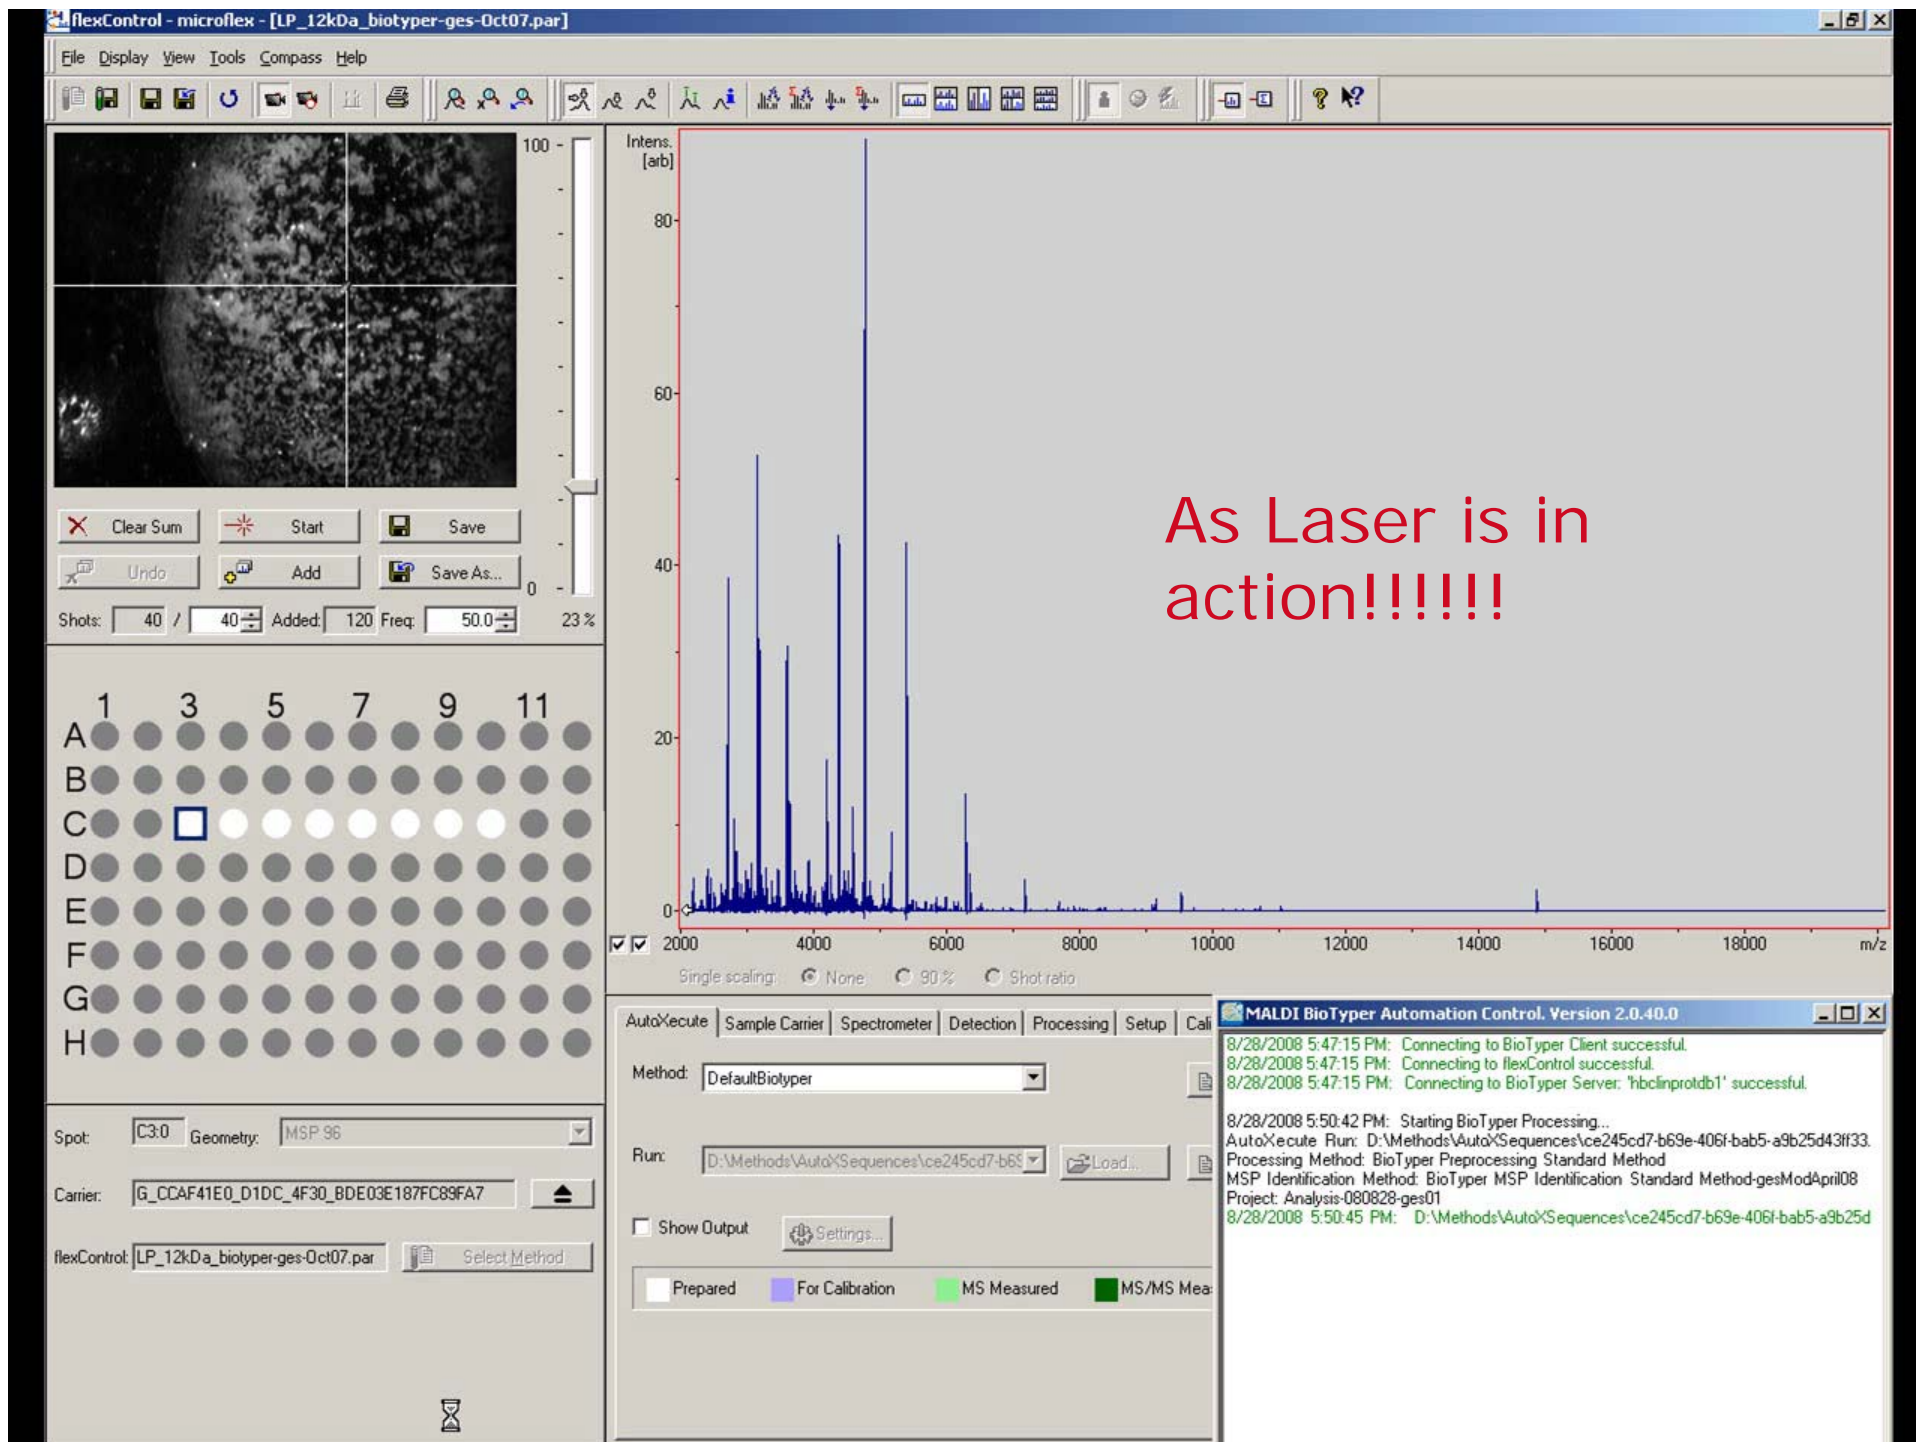 flexControl - microflex - [LP_12kDa_biotyper-ges-Oct07.par]
File Display View Tools Compass Help
100
0
Clear Sum Start Save
Undo Add Save As...
Shots: 40 / 40 Added: 120 Freq: 50.0 23 %
1 3 5 7 9 11
A
B
C
D
E
F
G
H
Spot: C3:0 Geometry: MSP 96
Carrier: G_CCAF41E0_D1DC_4F30_BDE03E187FC89FA7
flexControl: LP_12kDa_biotyper-ges-Oct07.par Select Method
Intens.
[arb]
80
60
40
20
0
2000 4000 6000 8000 10000 12000 14000 16000 18000 m/z
As Laser is in
action!!!!!!
Single scaling: None 90 % Shot ratio
AutoXecute Sample Carrier Spectrometer Detection Processing Setup Cali
Method: DefaultBiotyper
Run: D:\Methods\AutoXSequences\ce245cd7-b69 Load...
Show Output Settings...
Prepared For Calibration MS Measured MS/MS Mea
MALDI BioTyper Automation Control. Version 2.0.40.0
8/28/2008 5:47:15 PM: Connecting to BioTyper Client successful.
8/28/2008 5:47:15 PM: Connecting to flexControl successful.
8/28/2008 5:47:15 PM: Connecting to BioTyper Server: 'hbclinprotdb1' successful.
8/28/2008 5:50:42 PM: Starting BioTyper Processing...
AutoXecute Run: D:\Methods\AutoXSequences\ce245cd7-b69e-406f-bab5-a9b25d43ff33.
Processing Method: BioTyper Preprocessing Standard Method
MSP Identification Method: BioTyper MSP Identification Standard Method-gesModApril08
Project: Analysis-080828-ges01
8/28/2008 5:50:45 PM: D:\Methods\AutoXSequences\ce245cd7-b69e-406f-bab5-a9b25d